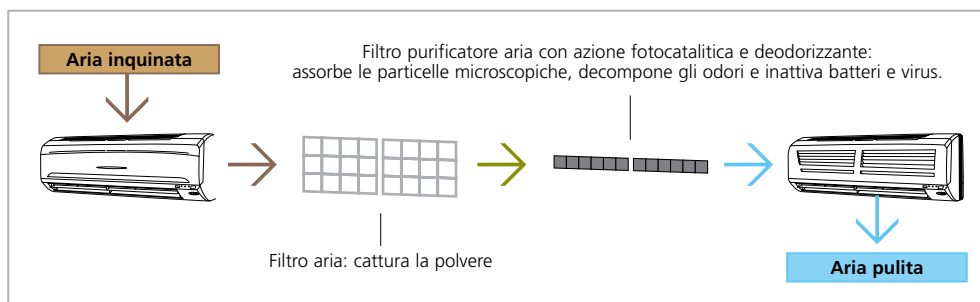 Aria inquinata
Filtro purificatore aria con azione fotocatalitica e deodorizzante:
assorbe le particelle microscopiche, decompone gli odori e inattiva batteri e virus.
Filtro aria: cattura la polvere
Aria pulita